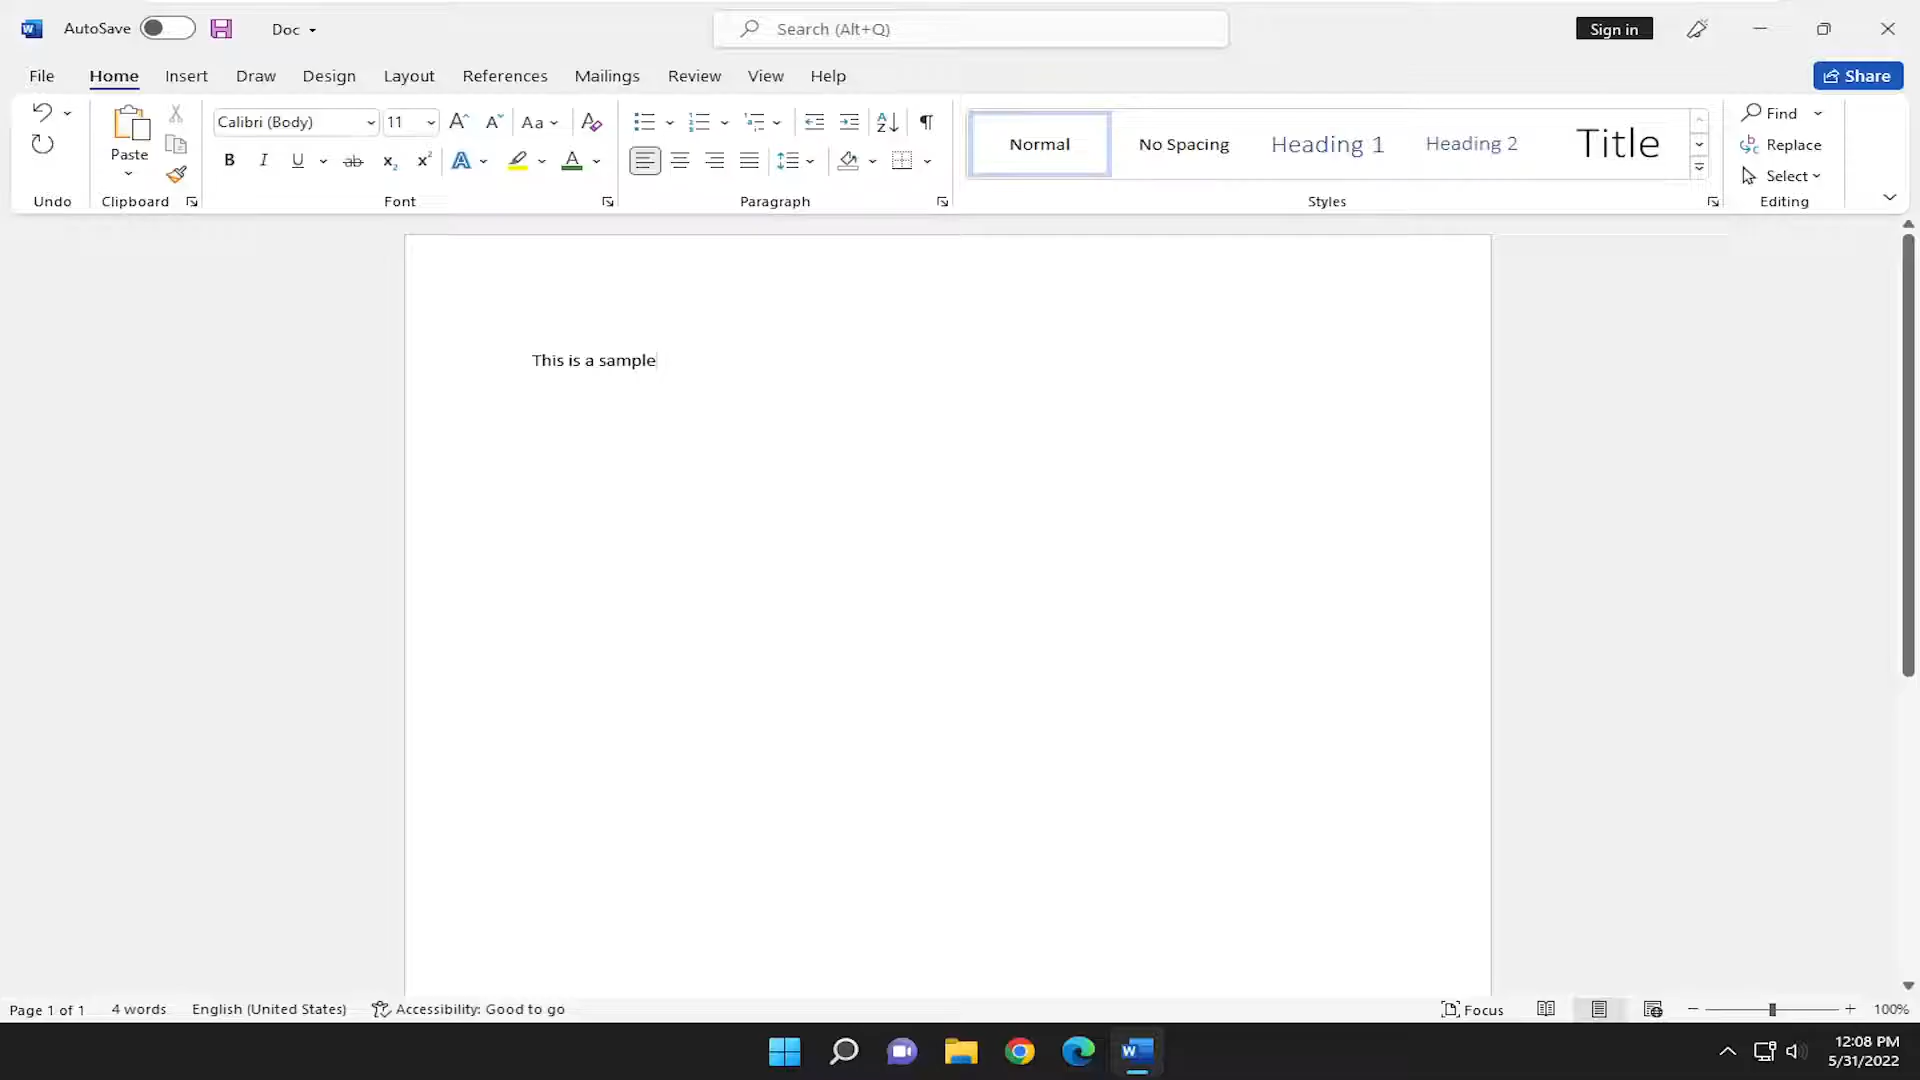 AutoSave Doc Search (Alt+Q) Sign in
File Home Insert Draw Design Layout References Mailings Review View Help Share
Calibri (Body) 11 Aa Normal No Spacing Heading 1 Heading 2 Title Find
Paste Replace
B I U ab x₂ x² A A Select
Undo Clipboard Font Paragraph Styles Editing
This is a sample
Page 1 of 1 4 words English (United States) Accessibility: Good to go Focus 100%
12:08 PM
5/31/2022